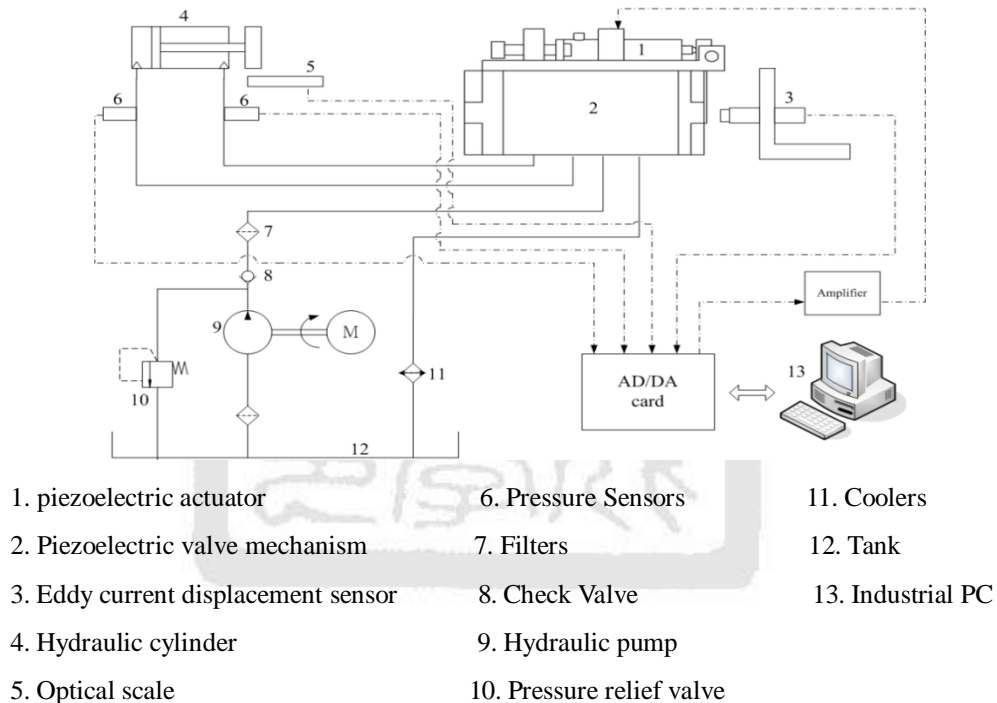 4
1
5
6
6
2
3
7
8
Amplifier
9
M
13
11
AD/DA
card
10
12
1. piezoelectric actuator
6. Pressure Sensors
11. Coolers
2. Piezoelectric valve mechanism
7. Filters
12. Tank
3. Eddy current displacement sensor
8. Check Valve
13. Industrial PC
4. Hydraulic cylinder
9. Hydraulic pump
5. Optical scale
10. Pressure relief valve